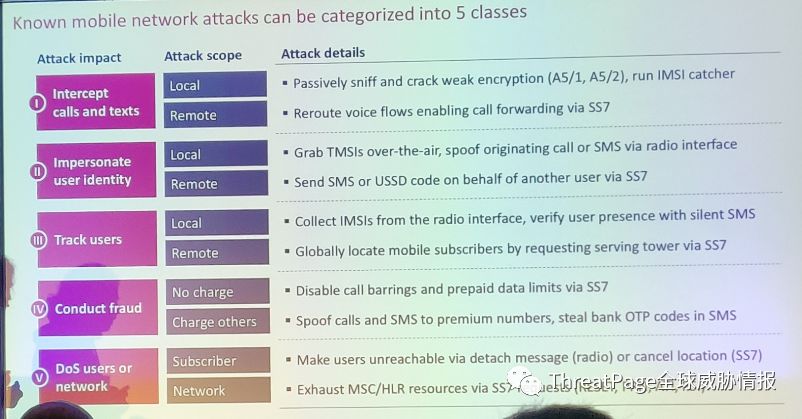 Known mobile network attacks can be categorized into 5 classes
Attack impact
Attack scope
Attack details
I
Intercept
calls and texts
Local
▪ Passively sniff and crack weak encryption (A5/1, A5/2), run IMSI catcher
Remote
▪ Reroute voice flows enabling call forwarding via SS7
II
Impersonate
user identity
Local
▪ Grab TMSIs over-the-air, spoof originating call or SMS via radio interface
Remote
▪ Send SMS or USSD code on behalf of another user via SS7
III
Track users
Local
▪ Collect IMSIs from the radio interface, verify user presence with silent SMS
Remote
▪ Globally locate mobile subscribers by requesting serving tower via SS7
IV
Conduct fraud
No charge
▪ Disable call barrings and prepaid data limits via SS7
Charge others
▪ Spoof calls and SMS to premium numbers, steal bank OTP codes in SMS
V
DoS users or
network
Subscriber
▪ Make users unreachable via detach message (radio) or cancel location (SS7)
Network
▪ Exhaust MSC/HLR resources via SS7
ThreatPage全球威胁情报